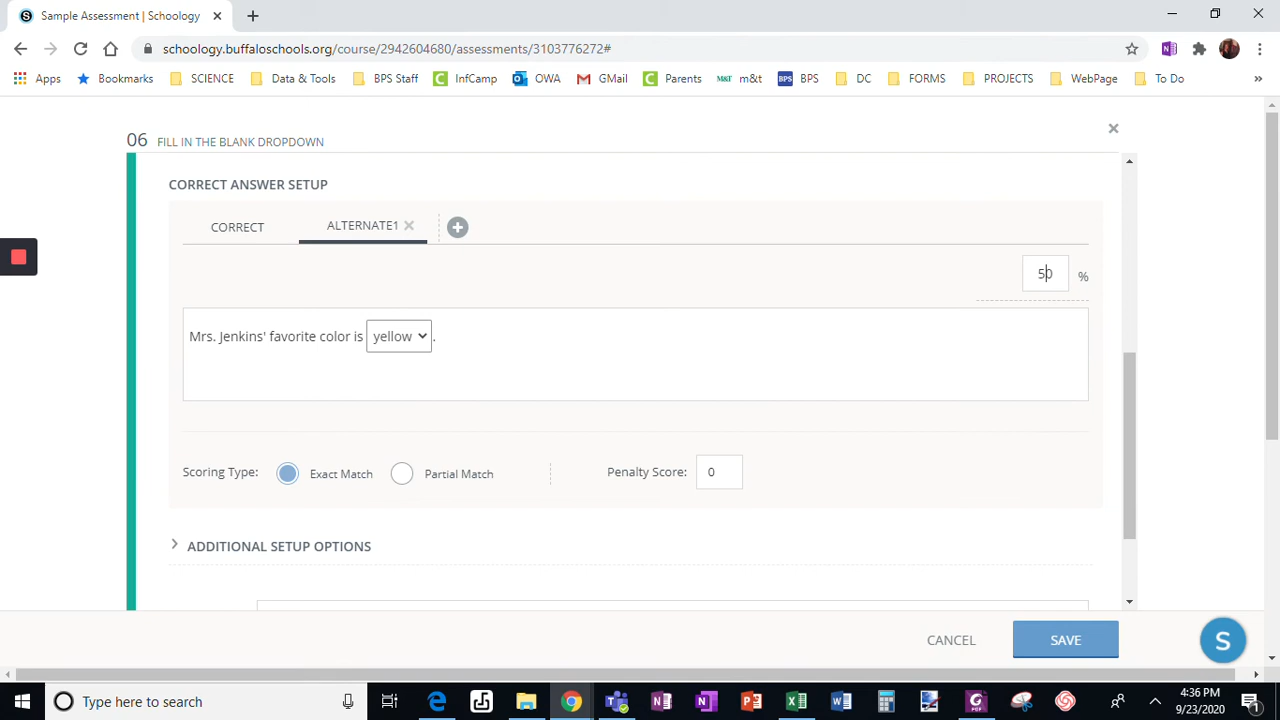 Sample Assessment | Schoology
schoology.buffaloschools.org/course/2942604680/assessments/3103776272#
Apps Bookmarks SCIENCE Data & Tools BPS Staff InfCamp OWA GMail Parents M&T m&t BPS BPS DC FORMS PROJECTS WebPage To Do »
06 FILL IN THE BLANK DROPDOWN
CORRECT ANSWER SETUP
CORRECT ALTERNATE1
50 %
Mrs. Jenkins' favorite color is yellow .
Scoring Type: Exact Match Partial Match Penalty Score: 0
ADDITIONAL SETUP OPTIONS
CANCEL SAVE S
Type here to search
4:36 PM
9/23/2020